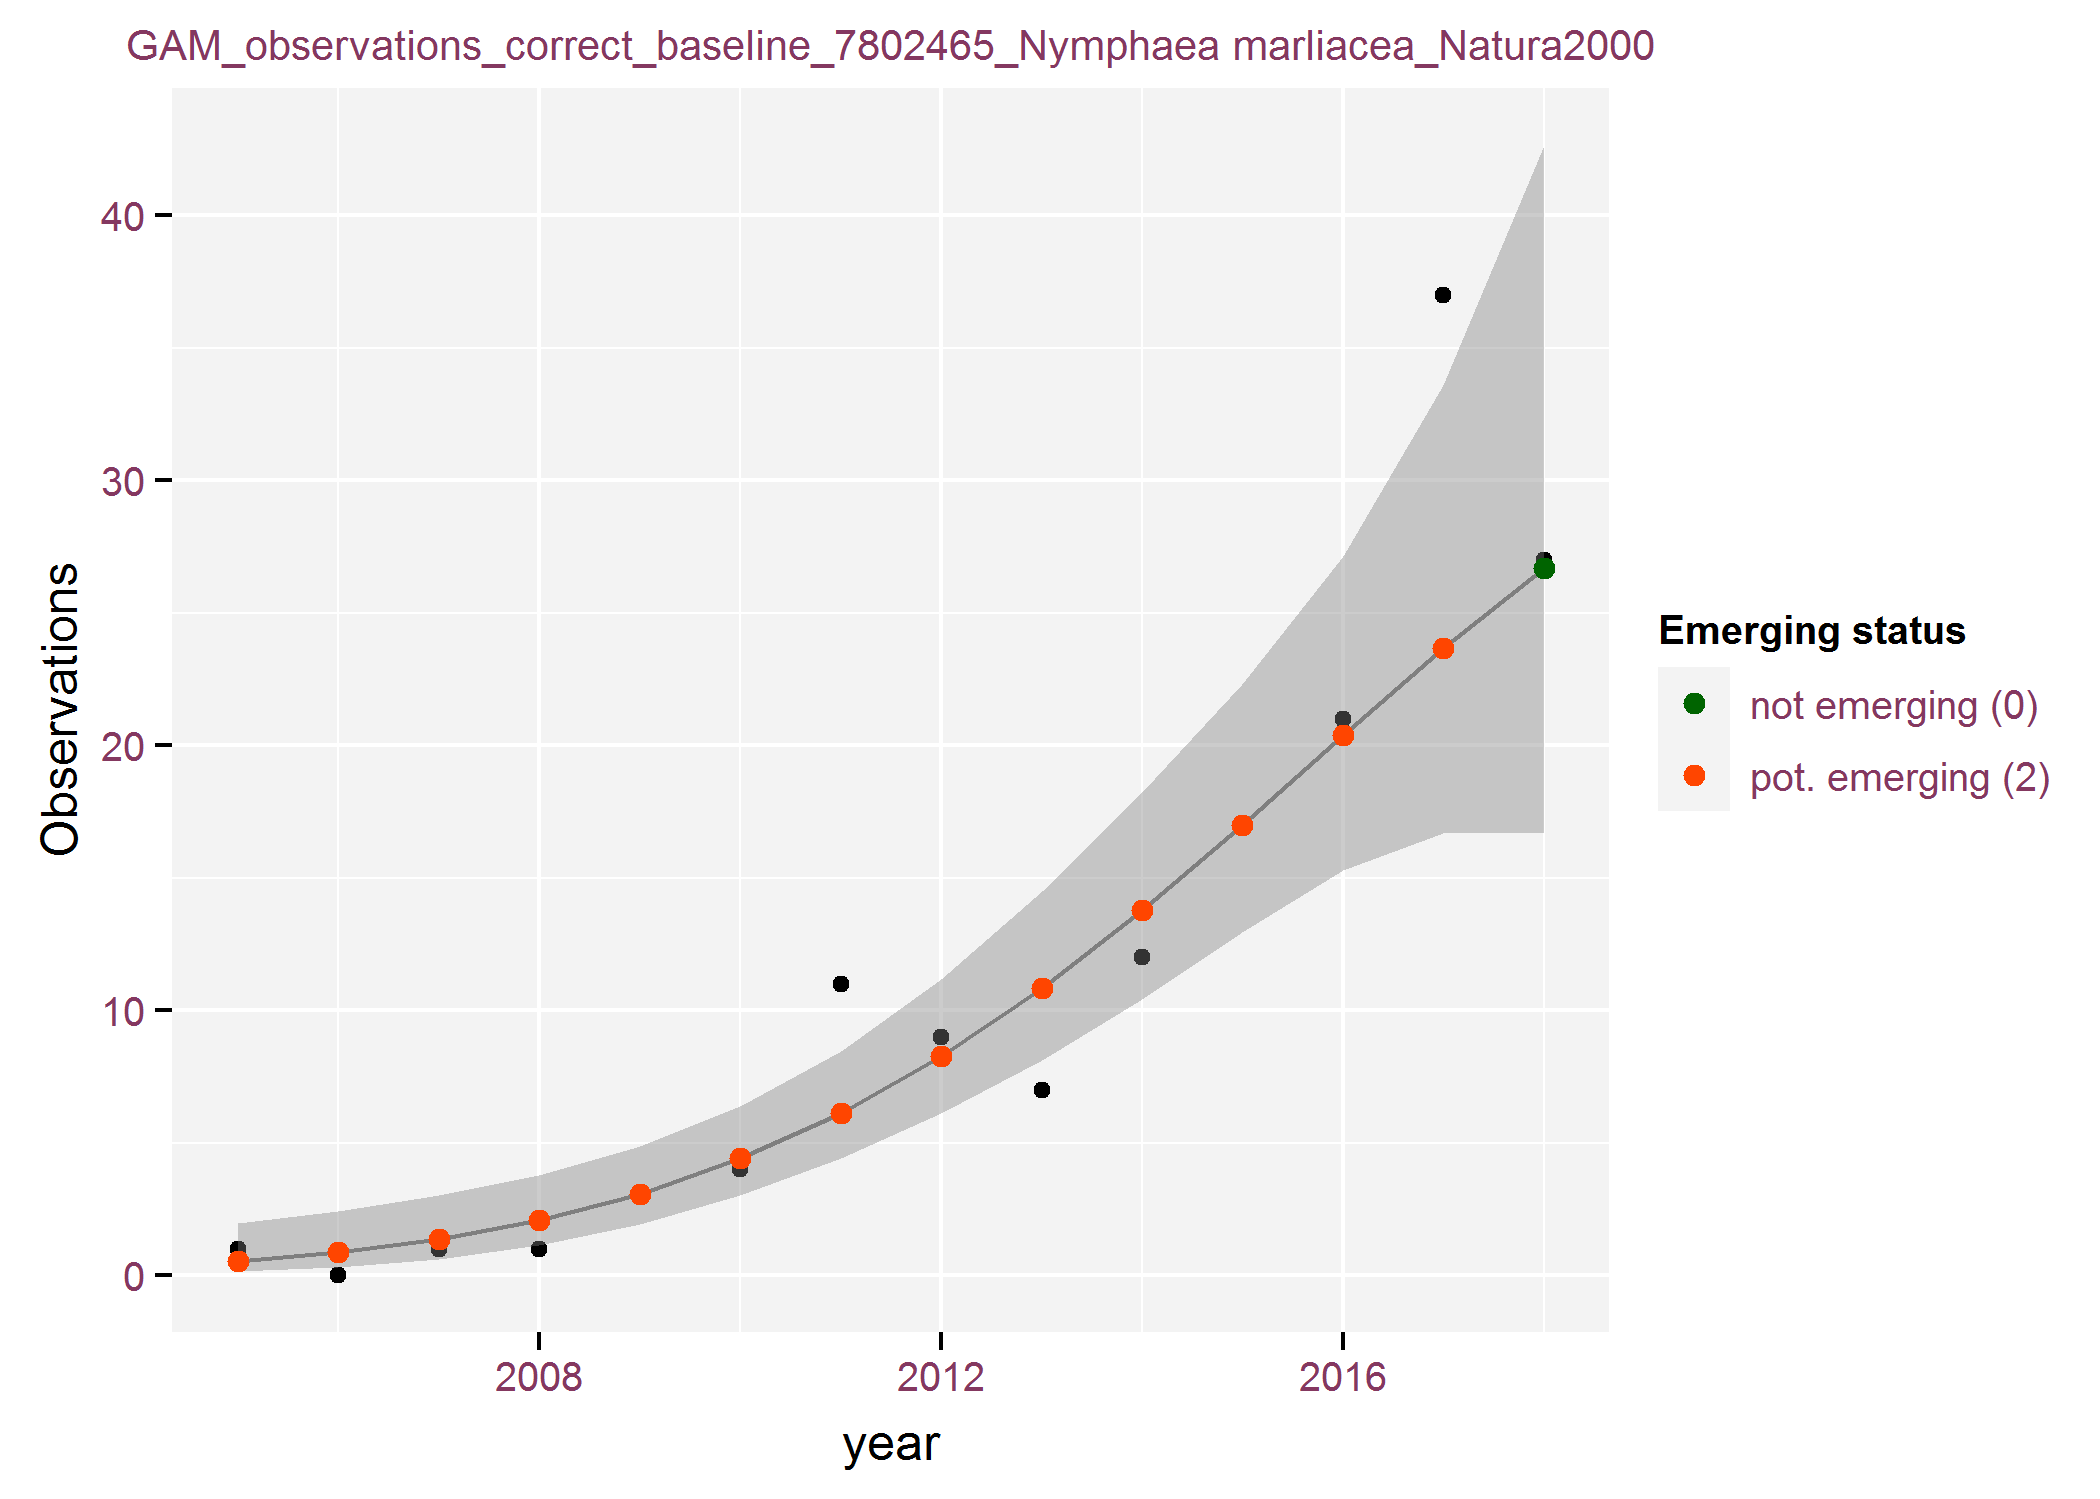 GAM_observations_correct_baseline_7802465_Nymphaea marliacea_Natura2000
40
30
20
10
0
Observations
2008
2012
2016
year
Emerging status
not emerging (0)
pot. emerging (2)